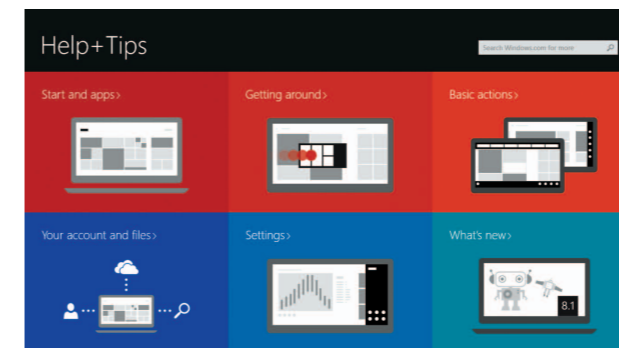 Help+Tips
Search Windows.com for more
Start and apps>
Getting around>
Basic actions>
Your account and files>
Settings>
What's new>
8.1